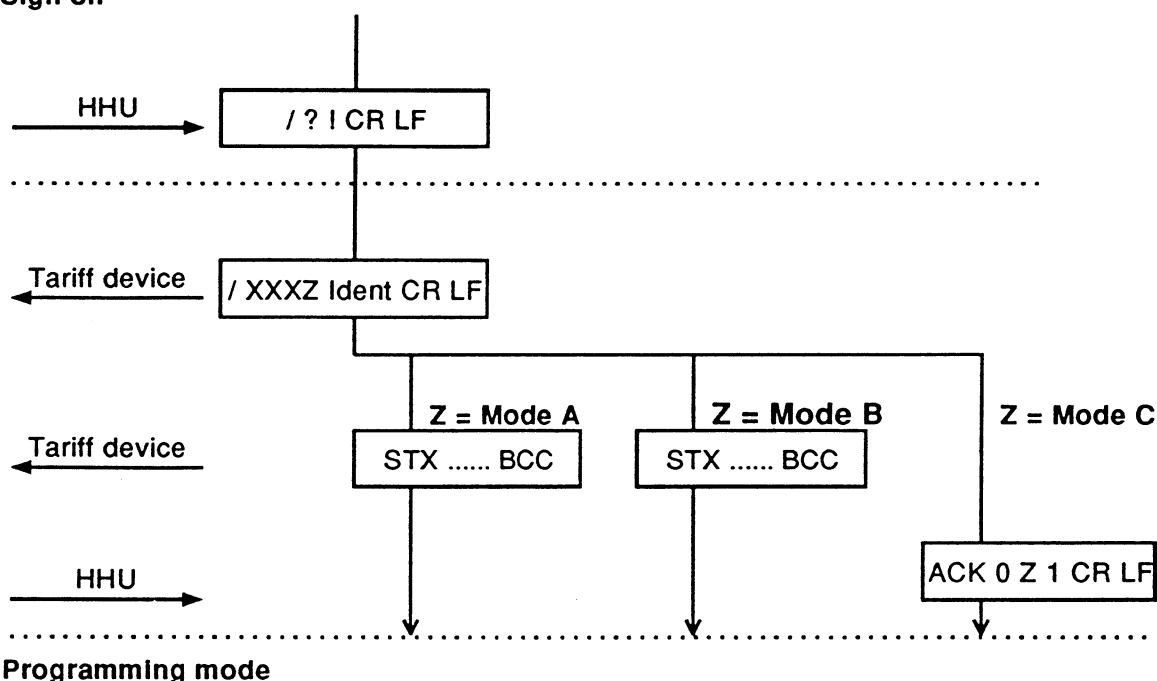 Sign on
HHU
/ ? ! CR LF
Tariff device
/ XXXZ Ident CR LF
Z = Mode A
Z = Mode B
Z = Mode C
Tariff device
STX ...... BCC
STX ...... BCC
HHU
ACK 0 Z 1 CR LF
Programming mode